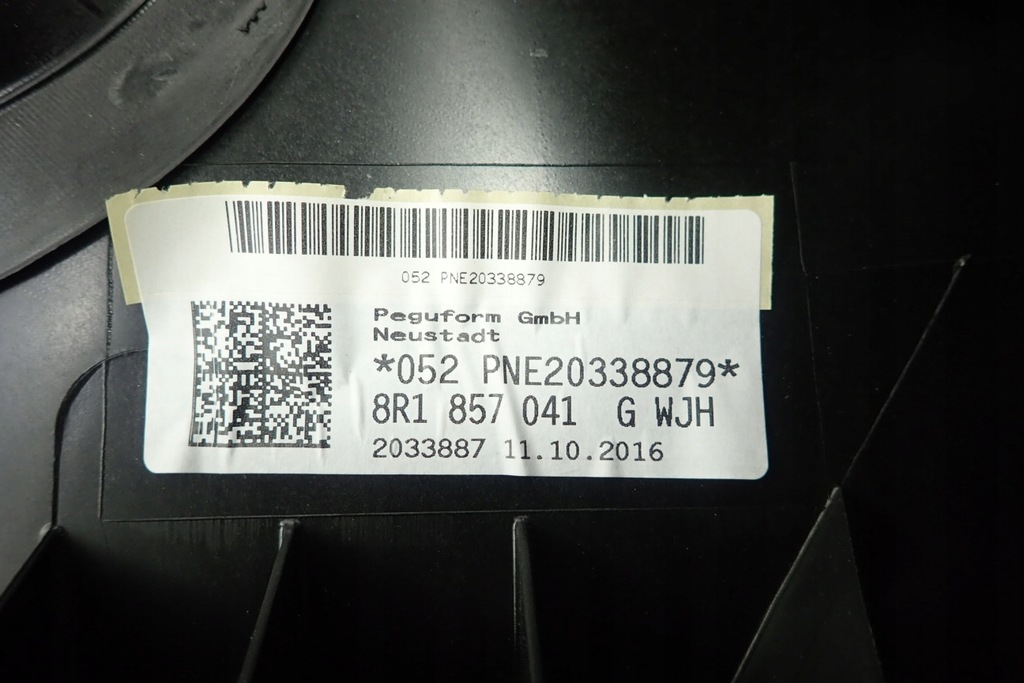 052 PNE20338879
Peguform GmbH
Neustadt
*052 PNE20338879*
8R1 857 041 G WJH
2033887 11.10.2016